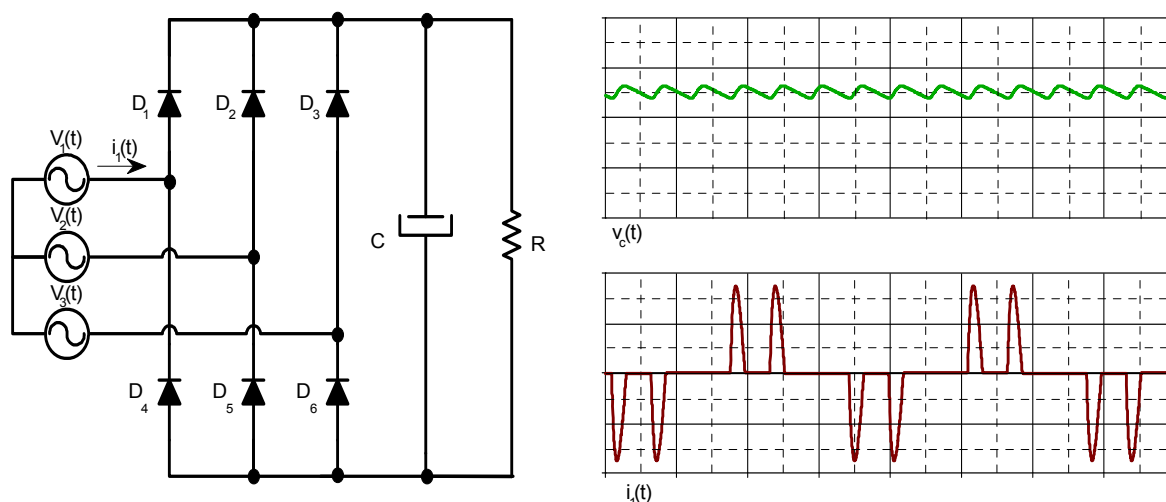 D1
D2
D3
V1(t)
i1(t)
V2(t)
V3(t)
C
R
D4
D5
D6
vc(t)
i1(t)